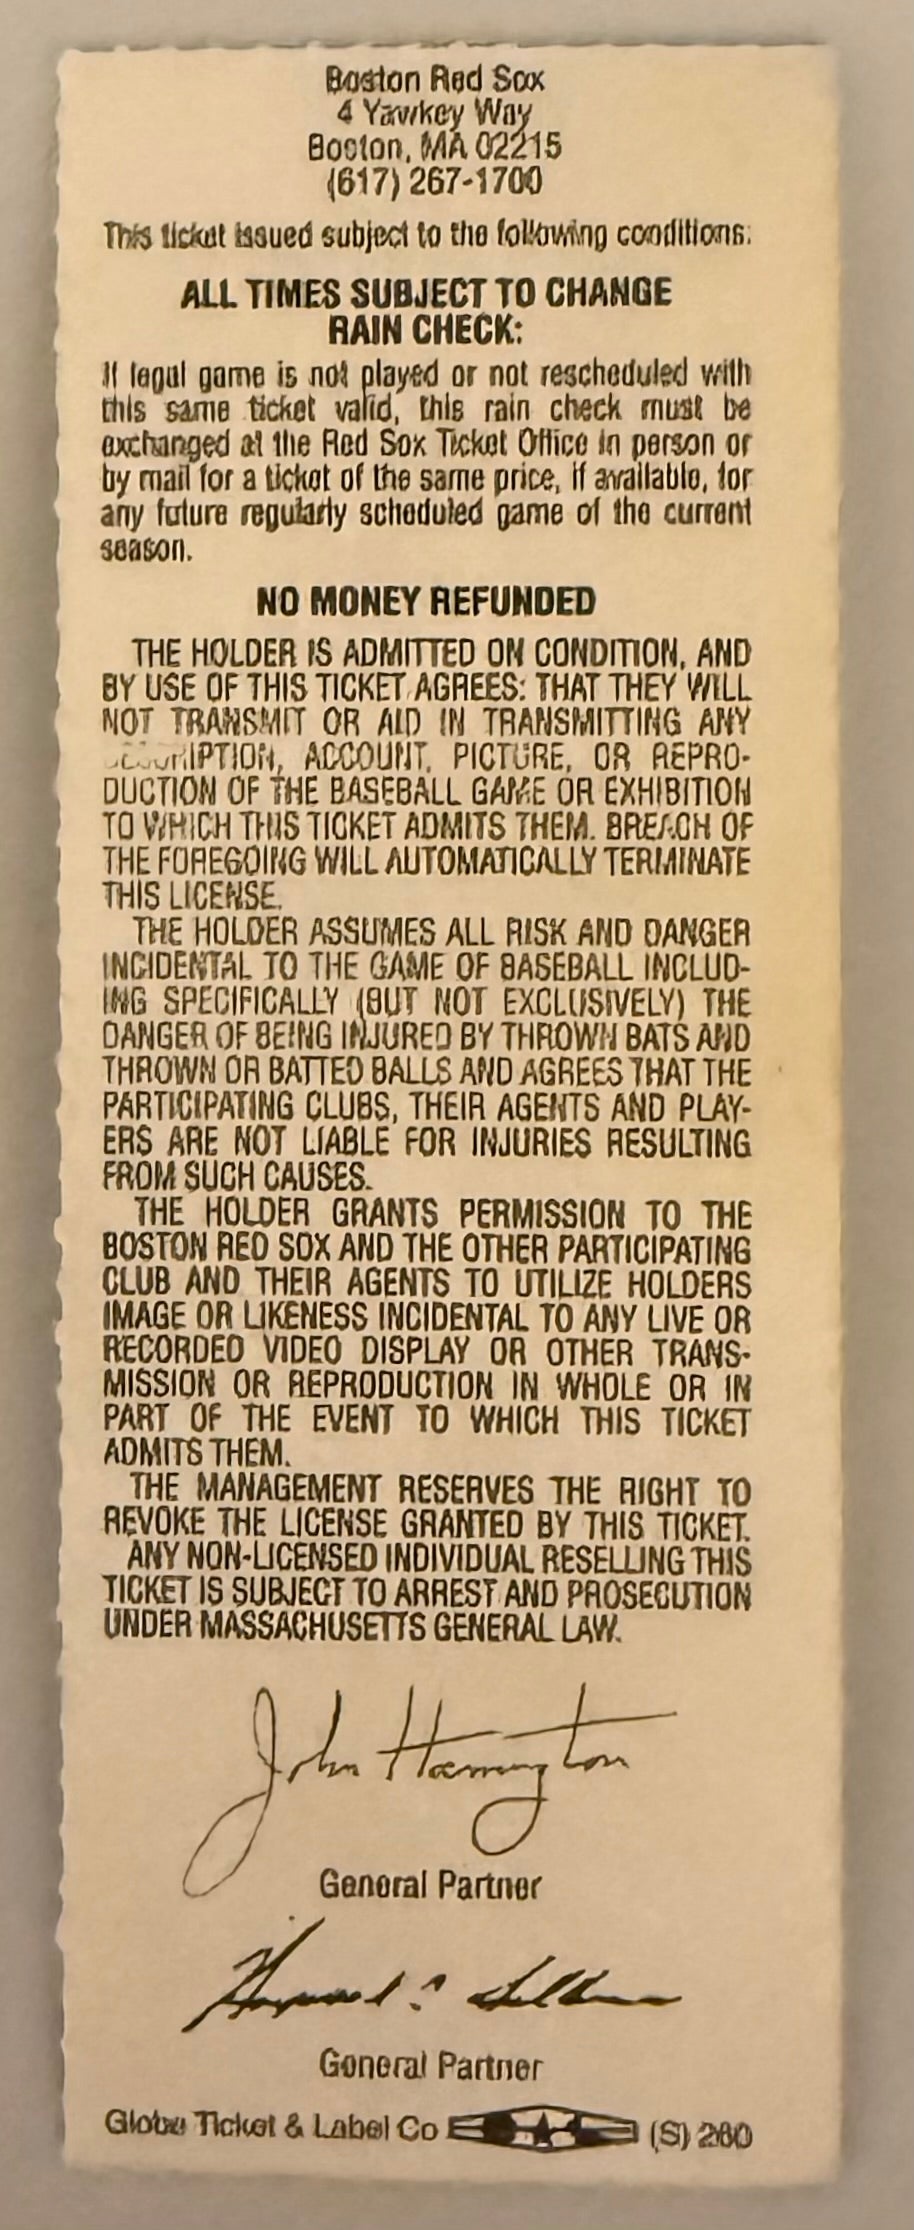 Boston Red Sox
4 Yawkey Way
Boston, MA 02215
(617) 267-1700
This ticket issued subject to the following conditions:
ALL TIMES SUBJECT TO CHANGE
RAIN CHECK:
If legal game is not played or not rescheduled with
this same ticket valid, this rain check must be
exchanged at the Red Sox Ticket Office in person or
by mail for a ticket of the same price, if available, for
any future regularly scheduled game of the current
season.
NO MONEY REFUNDED
THE HOLDER IS ADMITTED ON CONDITION, AND
BY USE OF THIS TICKET AGREES: THAT THEY WILL
NOT TRANSMIT OR AID IN TRANSMITTING ANY
DESCRIPTION, ACCOUNT, PICTURE, OR REPRO-
DUCTION OF THE BASEBALL GAME OR EXHIBITION
TO WHICH THIS TICKET ADMITS THEM. BREACH OF
THE FOREGOING WILL AUTOMATICALLY TERMINATE
THIS LICENSE.
THE HOLDER ASSUMES ALL RISK AND DANGER
INCIDENTAL TO THE GAME OF BASEBALL INCLUD-
ING SPECIFICALLY (BUT NOT EXCLUSIVELY) THE
DANGER OF BEING INJURED BY THROWN BATS AND
THROWN OR BATTED BALLS AND AGREES THAT THE
PARTICIPATING CLUBS, THEIR AGENTS AND PLAY-
ERS ARE NOT LIABLE FOR INJURIES RESULTING
FROM SUCH CAUSES.
THE HOLDER GRANTS PERMISSION TO THE
BOSTON RED SOX AND THE OTHER PARTICIPATING
CLUB AND THEIR AGENTS TO UTILIZE HOLDERS
IMAGE OR LIKENESS INCIDENTAL TO ANY LIVE OR
RECORDED VIDEO DISPLAY OR OTHER TRANS-
MISSION OR REPRODUCTION IN WHOLE OR IN
PART OF THE EVENT TO WHICH THIS TICKET
ADMITS THEM.
THE MANAGEMENT RESERVES THE RIGHT TO
REVOKE THE LICENSE GRANTED BY THIS TICKET.
ANY NON-LICENSED INDIVIDUAL RESELLING THIS
TICKET IS SUBJECT TO ARREST AND PROSECUTION
UNDER MASSACHUSETTS GENERAL LAW.
John Harrington
General Partner
General Partner
Globe Ticket & Label Co (S) 260